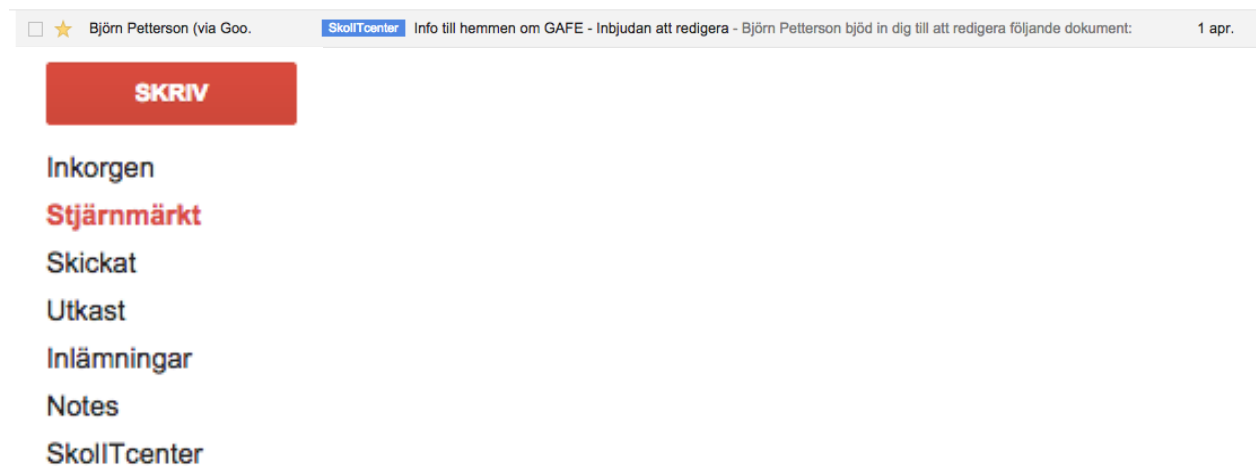 Björn Petterson (via Goo. SkolITcenter Info till hemmen om GAFE - Inbjudan att redigera - Björn Petterson bjöd in dig till att redigera följande dokument: 1 apr.
SKRIV
Inkorgen
Stjärnmärkt
Skickat
Utkast
Inlämningar
Notes
SkolITcenter